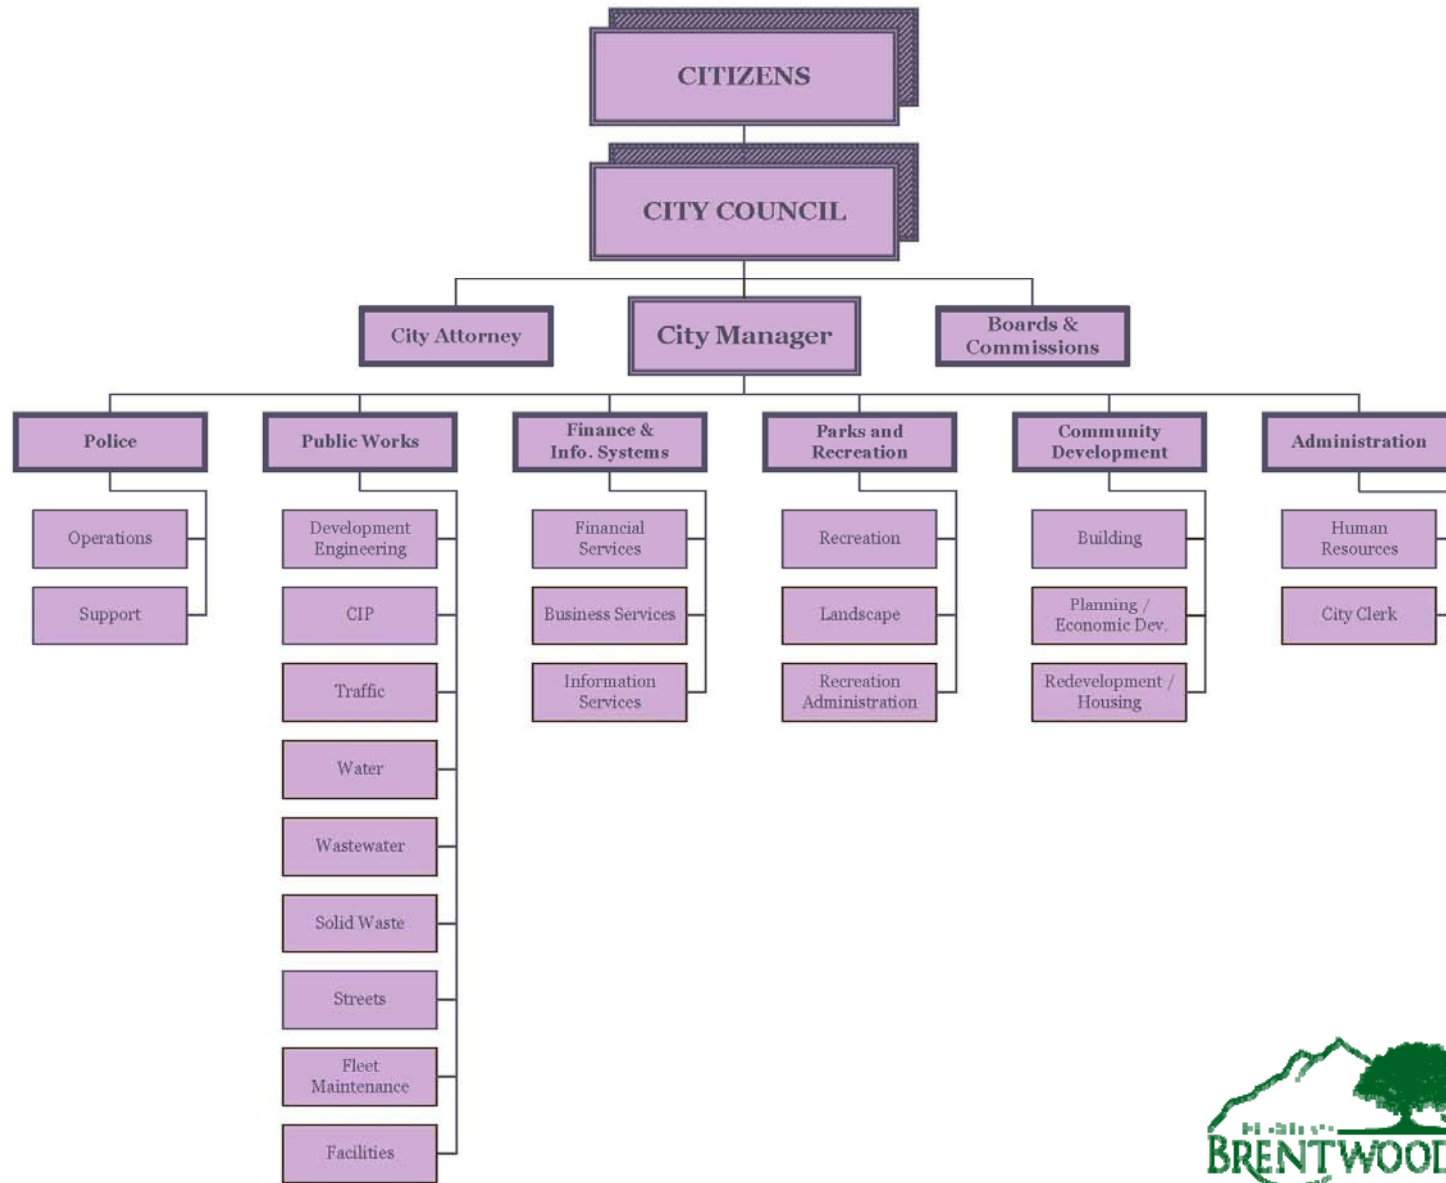 CITIZENS
CITY COUNCIL
City Attorney
City Manager
Boards &
Commissions
Police
Public Works
Finance &
Info. Systems
Parks and
Recreation
Community
Development
Administration
Operations
Support
Development
Engineering
CIP
Traffic
Water
Wastewater
Solid Waste
Streets
Fleet
Maintenance
Facilities
Financial
Services
Business Services
Information
Services
Recreation
Landscape
Recreation
Administration
Building
Planning /
Economic Dev.
Redevelopment /
Housing
Human
Resources
City Clerk
BRENTWOOD